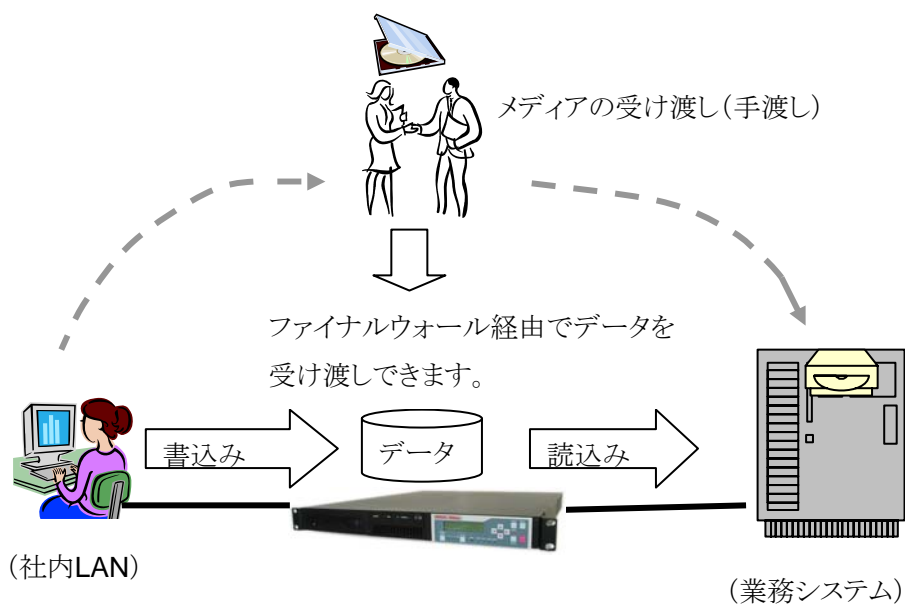 メディアの受け渡し(手渡し)
ファイナルウォール経由でデータを
受け渡しできます。
書込み
データ
読込み
(社内LAN)
(業務システム)